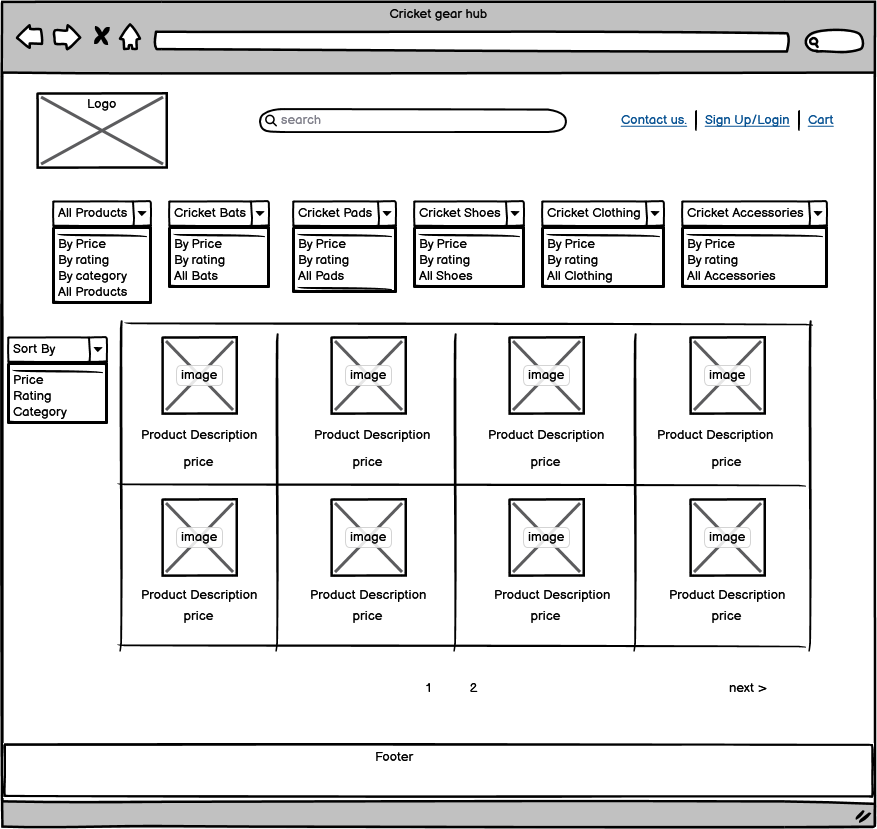 Cricket gear hub
Logo
search
Contact us.
Sign Up/Login
Cart
All Products
By Price
By rating
By category
All Products
Cricket Bats
By Price
By rating
All Bats
Cricket Pads
By Price
By rating
All Pads
Cricket Shoes
By Price
By rating
All Shoes
Cricket Clothing
By Price
By rating
All Clothing
Cricket Accessories
By Price
By rating
All Accessories
Sort By
Price
Rating
Category
image
Product Description
price
image
Product Description
price
image
Product Description
price
image
Product Description
price
image
Product Description
price
image
Product Description
price
image
Product Description
price
image
Product Description
price
1 2 next >
Footer